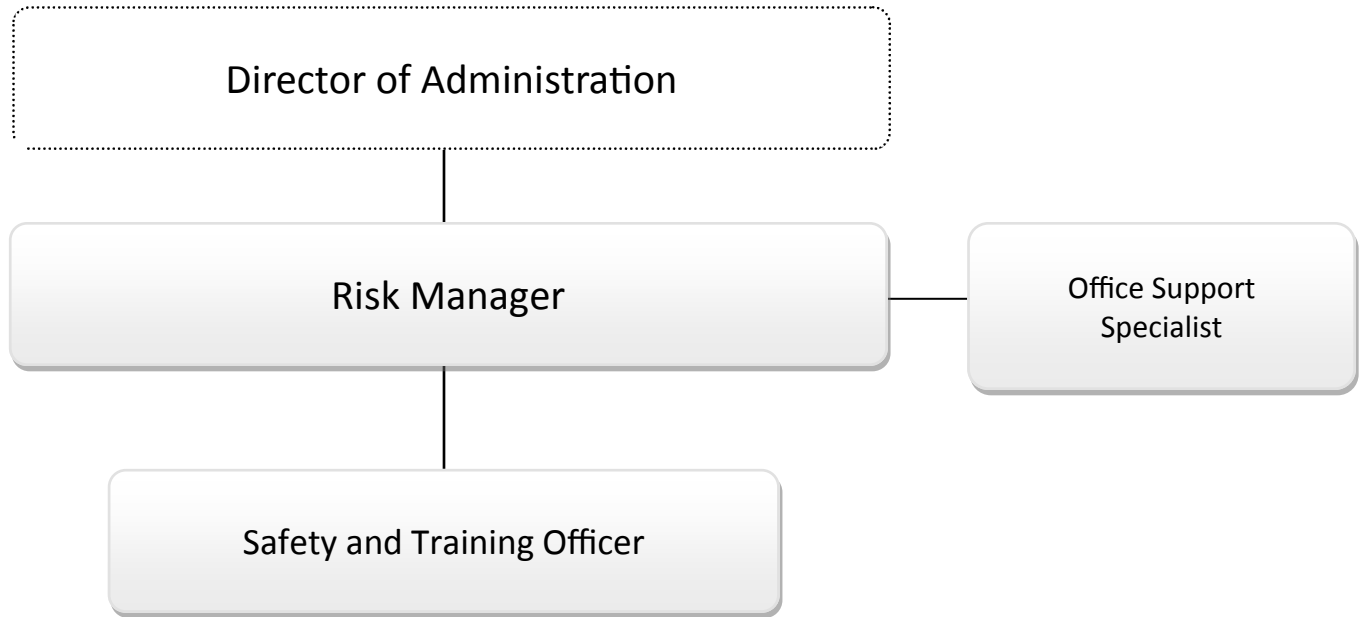 Director of Administration
Risk Manager
Office Support
Specialist
Safety and Training Officer